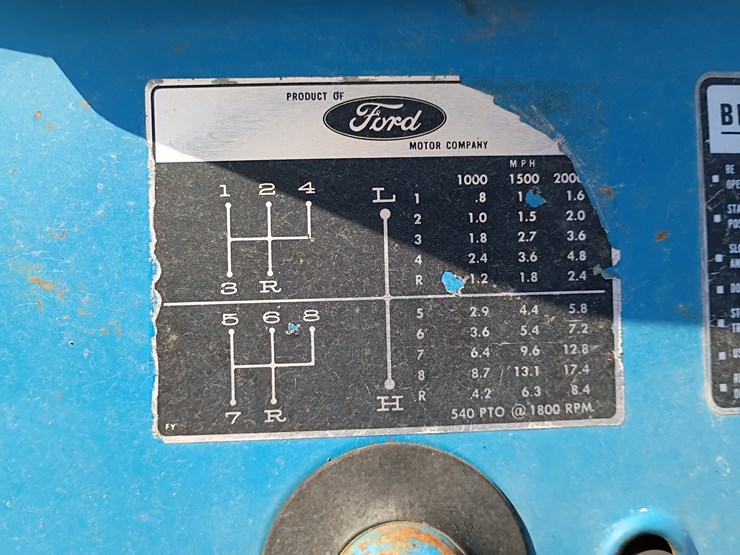 PRODUCT OF
Ford
MOTOR COMPANY
MPH
1000 1500
1 2 4 L 1 .8 1.6
2 1.0 1.5 2.0
3 1.8 2.7 3.6
4 2.4 3.6 4.8
3 R R 1.2 1.8 2.4
5 6 8 5 2.9 4.4 5.8
6 3.6 5.4 7.2
7 6.4 9.6 12.8
8 8.7 13.1 17.4
7 R H R 4.2 6.3 8.4
540 PTO @ 1800 RPM
FY
BE